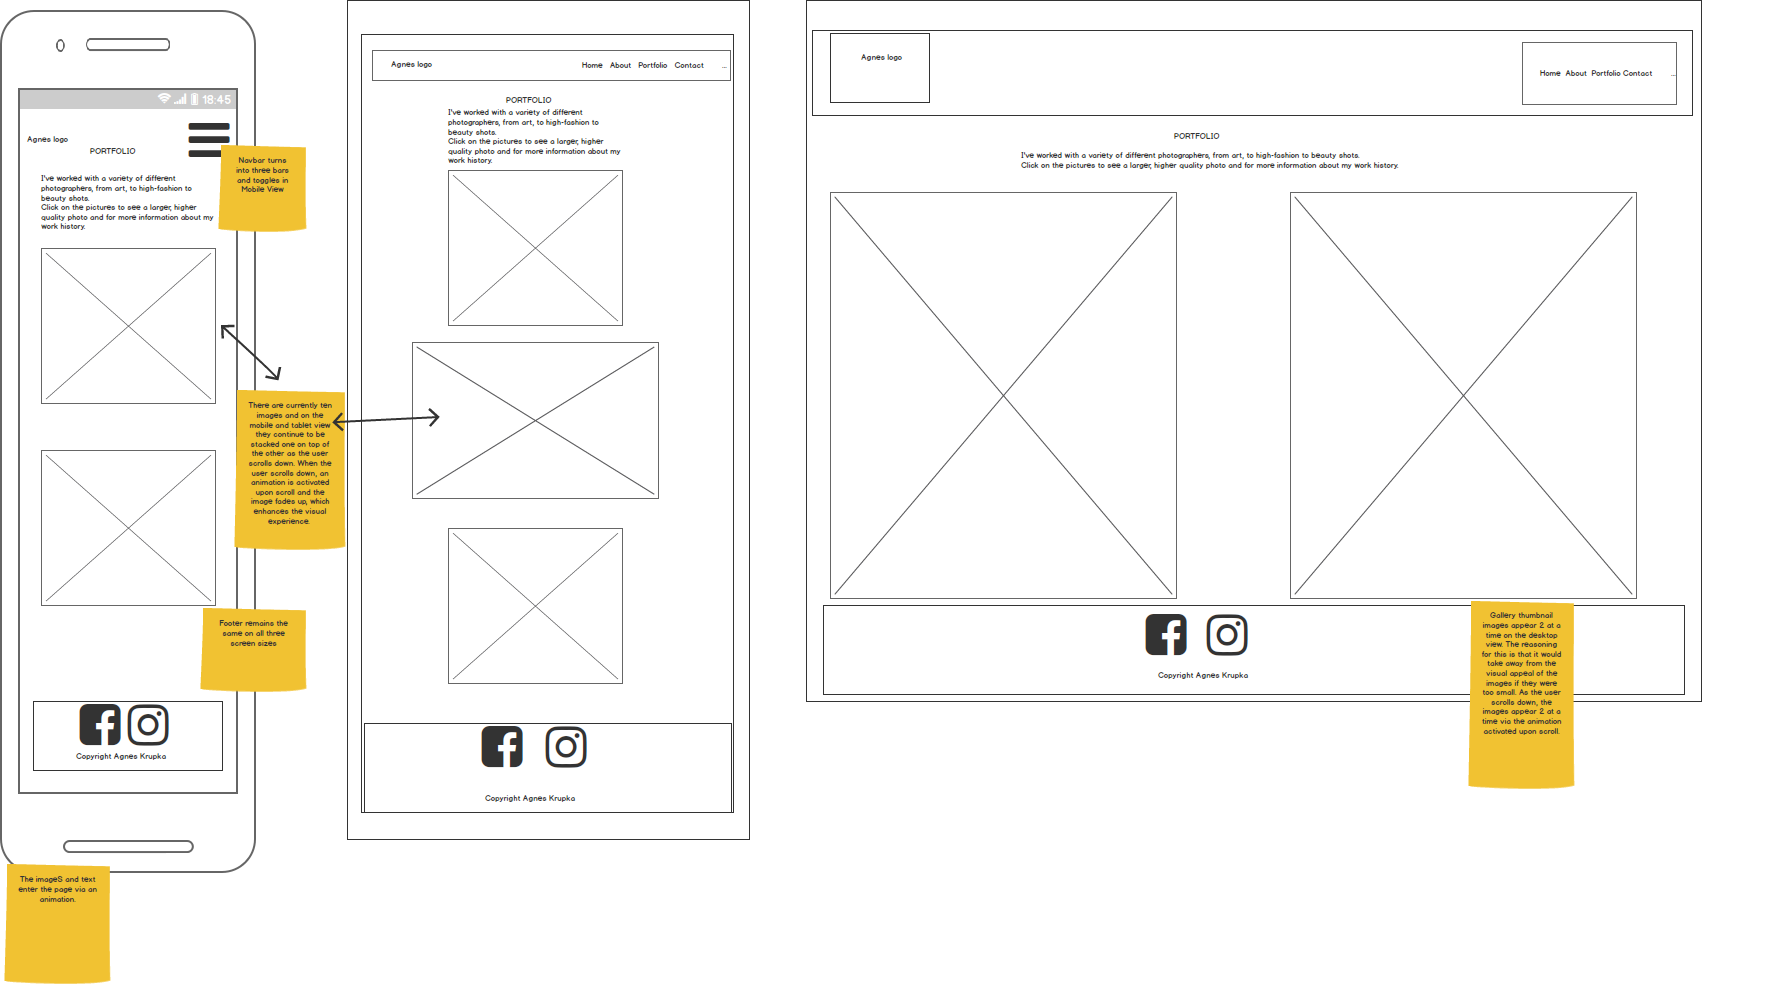 18:45
Agnes logo
PORTFOLIO
I've worked with a variety of different
photographers, from art, to high-fashion to
beauty shots.
Click on the pictures to see a larger, higher
quality photo and for more information about my
work history.
Navbar turns
into three bars
and toggles in
Mobile View
There are currently ten
images and on the
mobile and tablet view
they continue to be
stacked one on top of
the other as the user
scrolls down. When the
user scrolls down, an
animation is activated
upon scroll and the
image fades up, which
enhances the visual
experience.
Footer remains the
same on all three
screen sizes
Copyright Agnes Krupka
The imageS and text
enter the page via an
animation.
Agnes logo
Home About Portfolio Contact ...
PORTFOLIO
I've worked with a variety of different
photographers, from art, to high-fashion to
beauty shots.
Click on the pictures to see a larger, higher
quality photo and for more information about my
work history.
Copyright Agnes Krupka
Agnes logo
Home About Portfolio Contact ...
PORTFOLIO
I've worked with a variety of different photographers, from art, to high-fashion to beauty shots.
Click on the pictures to see a larger, higher quality photo and for more information about my work history.
Copyright Agnes Krupka
Gallery thumbnail
images appear 2 at a
time on the desktop
view. The reasoning
for this is that it would
take away from the
visual appeal of the
images if they were
too small. As the user
scrolls down, the
images appear 2 at a
time via the animation
activated upon scroll.